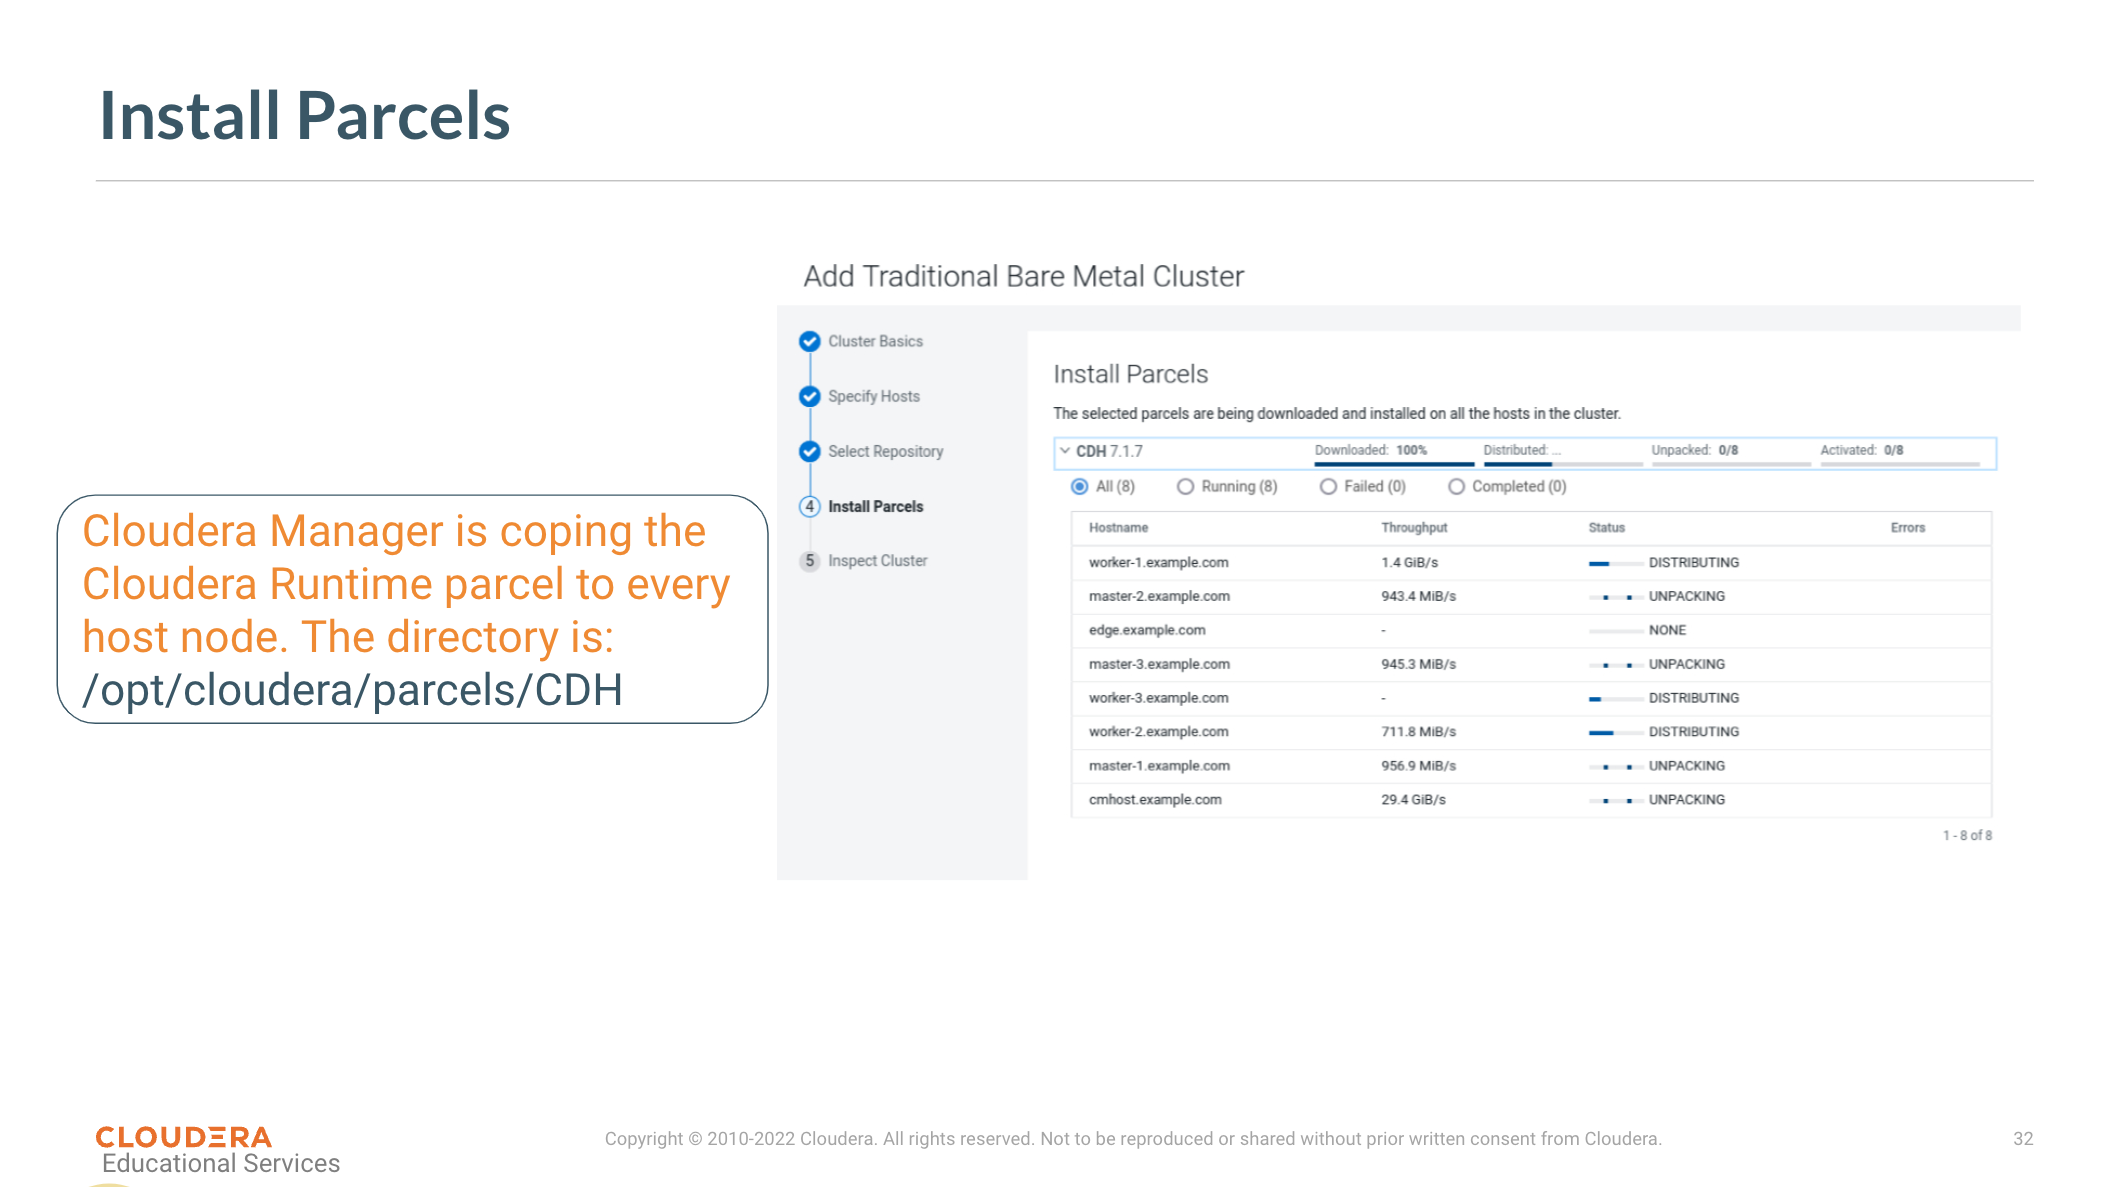 Install Parcels
Cloudera Manager is coping the
Cloudera Runtime parcel to every
host node. The directory is:
/opt/cloudera/parcels/CDH
Add Traditional Bare Metal Cluster
Cluster Basics
Specify Hosts
Select Repository
4 Install Parcels
5 Inspect Cluster
Install Parcels
The selected parcels are being downloaded and installed on all the hosts in the cluster.
CDH 7.1.7 Downloaded: 100% Distributed: ... Unpacked: 0/8 Activated: 0/8
All (8) Running (8) Failed (0) Completed (0)
Hostname Throughput Status Errors
worker-1.example.com 1.4 GiB/s DISTRIBUTING
master-2.example.com 943.4 MiB/s UNPACKING
edge.example.com - NONE
master-3.example.com 945.3 MiB/s UNPACKING
worker-3.example.com - DISTRIBUTING
worker-2.example.com 711.8 MiB/s DISTRIBUTING
master-1.example.com 956.9 MiB/s UNPACKING
cmhost.example.com 29.4 GiB/s UNPACKING
1 - 8 of 8
CLOUDERA
Educational Services
Copyright © 2010-2022 Cloudera. All rights reserved. Not to be reproduced or shared without prior written consent from Cloudera.
32